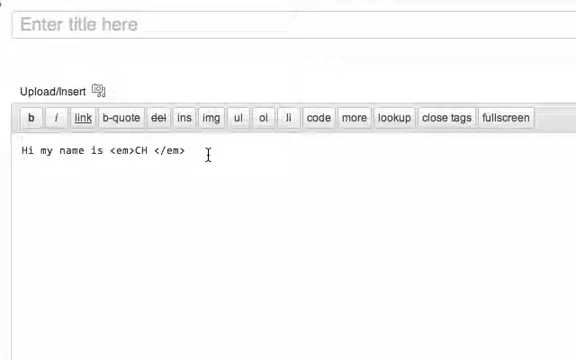 Enter title here
Upload/Insert
b i link b-quote del ins img ul ol li code more lookup close tags fullscreen
Hi my name is <em>CH </em>